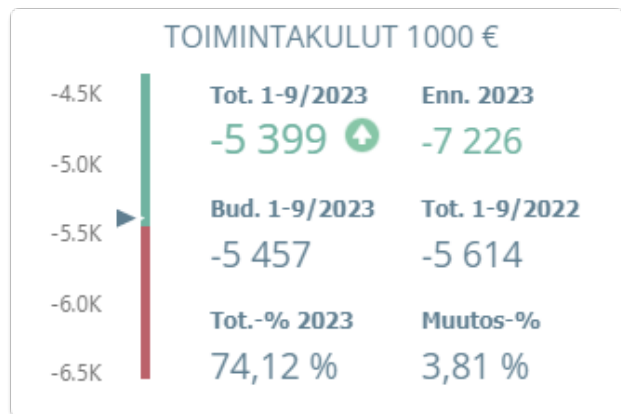 TOIMINTAKULUT 1000 €
-4.5K
-5.0K
-5.5K
-6.0K
-6.5K
Tot. 1-9/2023 Enn. 2023
-5 399 -7 226
Bud. 1-9/2023 Tot. 1-9/2022
-5 457 -5 614
Tot.-% 2023 Muutos-%
74,12 % 3,81 %